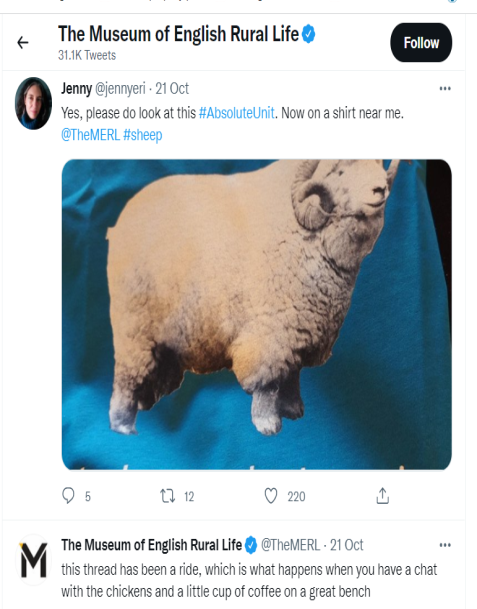 The Museum of English Rural Life
31.1K Tweets
Follow
Jenny @jennyeri · 21 Oct
Yes, please do look at this #AbsoluteUnit. Now on a shirt near me.
@TheMERL #sheep
5 12 220
M
The Museum of English Rural Life @TheMERL · 21 Oct
this thread has been a ride, which is what happens when you have a chat
with the chickens and a little cup of coffee on a great bench